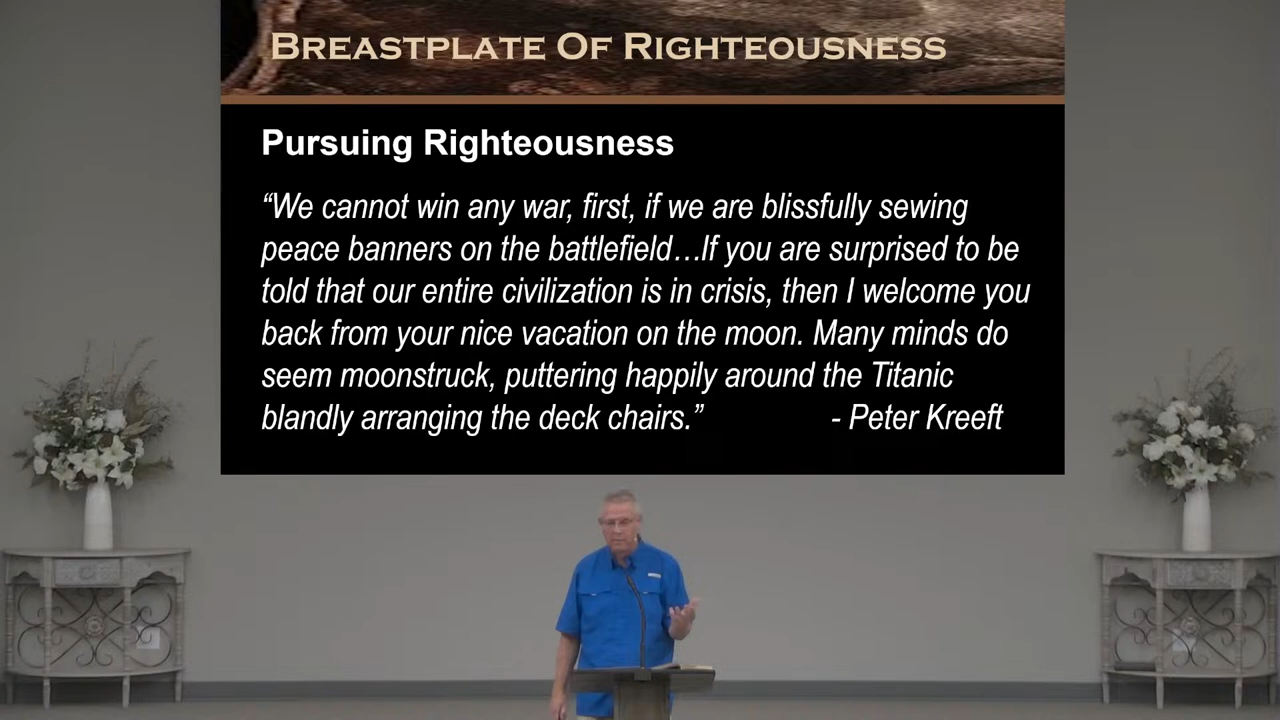 BREASTPLATE OF RIGHTEOUSNESS
Pursuing Righteousness
“We cannot win any war, first, if we are blissfully sewing
peace banners on the battlefield…If you are surprised to be
told that our entire civilization is in crisis, then I welcome you
back from your nice vacation on the moon. Many minds do
seem moonstruck, puttering happily around the Titanic
blandly arranging the deck chairs.” - Peter Kreeft